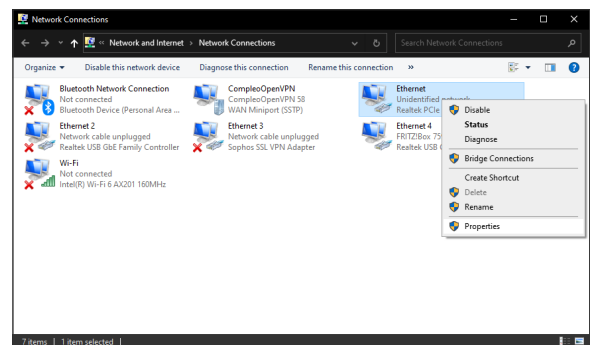 Network Connections
« Network and Internet › Network Connections
Search Network Connections
Organize
Disable this network device
Diagnose this connection
Rename this connection
»
Bluetooth Network Connection
Not connected
Bluetooth Device (Personal Area ...
CompleoOpenVPN
CompleoOpenVPN 58
WAN Miniport (SSTP)
Ethernet
Unidentified network
Realtek PCIe
Ethernet 2
Network cable unplugged
Realtek USB GbE Family Controller
Ethernet 3
Network cable unplugged
Sophos SSL VPN Adapter
Ethernet 4
FRITZ!Box 75
Realtek USB
Wi-Fi
Not connected
Intel(R) Wi-Fi 6 AX201 160MHz
Disable
Status
Diagnose
Bridge Connections
Create Shortcut
Delete
Rename
Properties
7 items
1 item selected